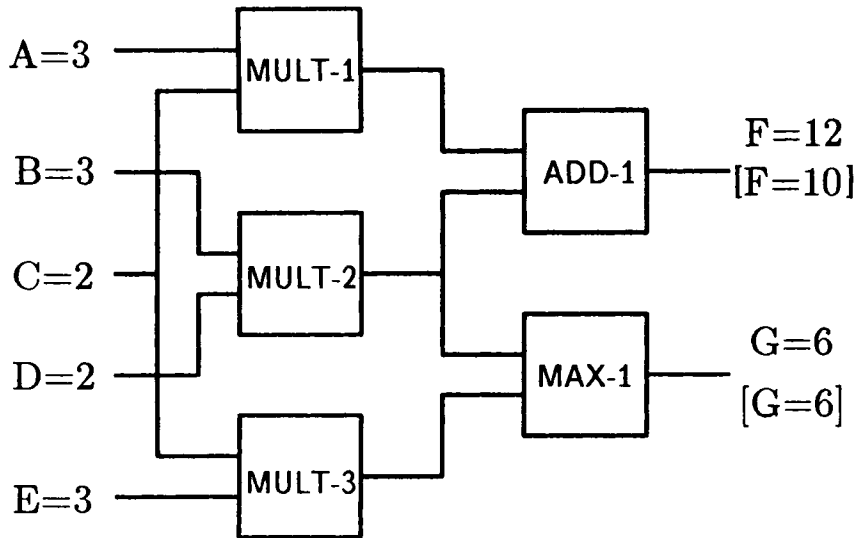 A=3
MULT-1
B=3
ADD-1
F=12
[F=10]
C=2
MULT-2
D=2
MAX-1
G=6
[G=6]
E=3
MULT-3